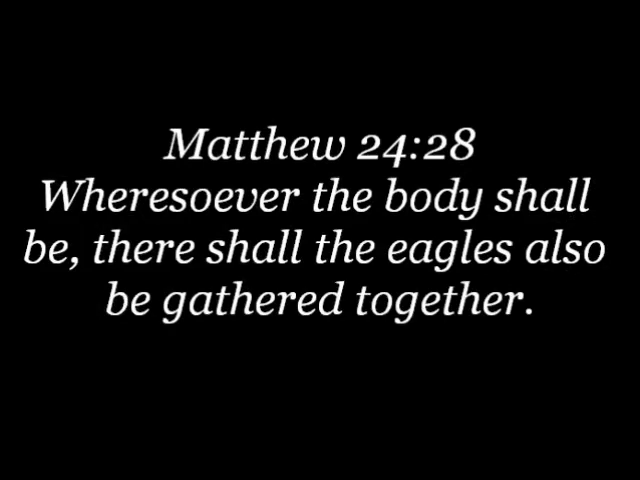 Matthew 24:28
Wheresoever the body shall
be, there shall the eagles also
be gathered together.